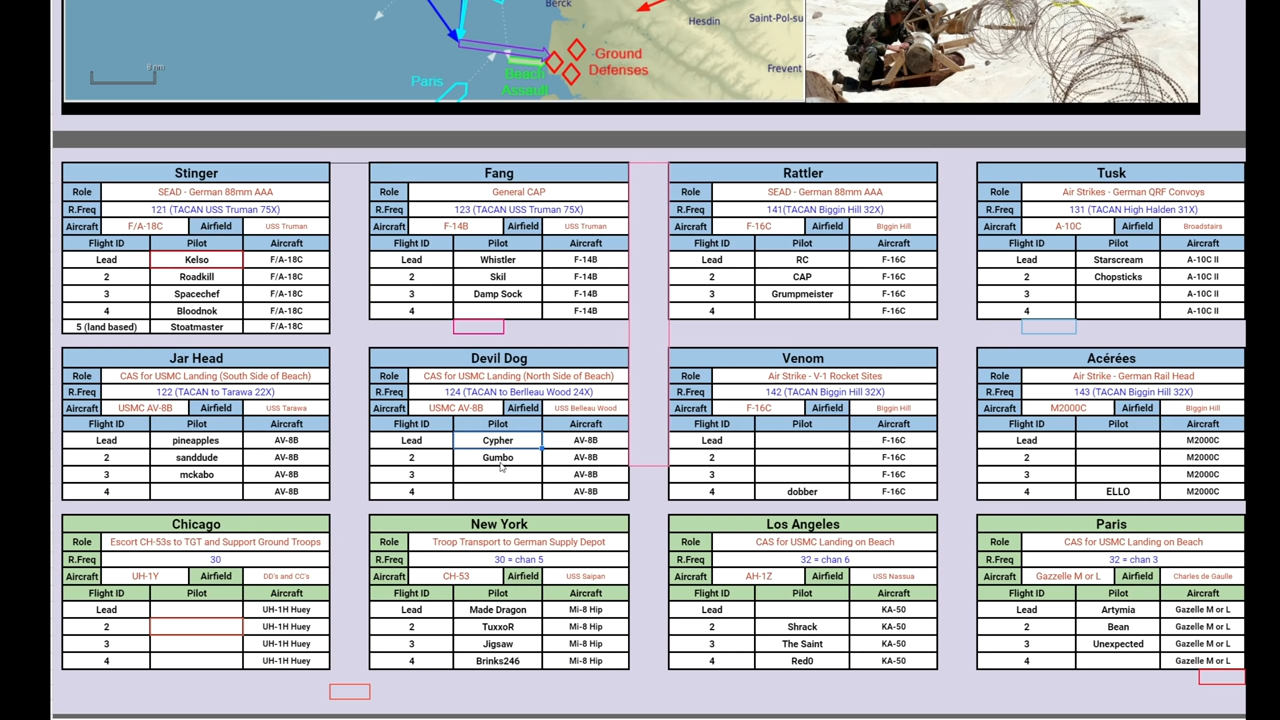 Berck
Hesdin
Saint-Pol-su
8 nm
Ground
Defenses
Frevent
Paris
Beach
Assault
Stinger
Role SEAD - German 88mm AAA
R.Freq 121 (TACAN USS Truman 75X)
Aircraft F/A-18C Airfield USS Truman
Flight ID Pilot Aircraft
Lead Kelso F/A-18C
2 Roadkill F/A-18C
3 Spacechef F/A-18C
4 Bloodnok F/A-18C
5 (land based) Stoatmaster F/A-18C
Fang
Role General CAP
R.Freq 123 (TACAN USS Truman 75X)
Aircraft F-14B Airfield USS Truman
Flight ID Pilot Aircraft
Lead Whistler F-14B
2 Skil F-14B
3 Damp Sock F-14B
4 F-14B
Rattler
Role SEAD - German 88mm AAA
R.Freq 141(TACAN Biggin Hill 32X)
Aircraft F-16C Airfield Biggin Hill
Flight ID Pilot Aircraft
Lead RC F-16C
2 CAP F-16C
3 Grumpmeister F-16C
4 F-16C
Tusk
Role Air Strikes - German QRF Convoys
R.Freq 131 (TACAN High Halden 31X)
Aircraft A-10C Airfield Broadstairs
Flight ID Pilot Aircraft
Lead Starscream A-10C II
2 Chopsticks A-10C II
3 A-10C II
4 A-10C II
Jar Head
Role CAS for USMC Landing (South Side of Beach)
R.Freq 122 (TACAN to Tarawa 22X)
Aircraft USMC AV-8B Airfield USS Tarawa
Flight ID Pilot Aircraft
Lead pineapples AV-8B
2 sanddude AV-8B
3 mckabo AV-8B
4 AV-8B
Devil Dog
Role CAS for USMC Landing (North Side of Beach)
R.Freq 124 (TACAN to Berlleau Wood 24X)
Aircraft USMC AV-8B Airfield USS Belleau Wood
Flight ID Pilot Aircraft
Lead Cypher AV-8B
2 Gumbo AV-8B
3 AV-8B
4 AV-8B
Venom
Role Air Strike - V-1 Rocket Sites
R.Freq 142 (TACAN Biggin Hill 32X)
Aircraft F-16C Airfield Biggin Hill
Flight ID Pilot Aircraft
Lead F-16C
2 F-16C
3 F-16C
4 dobber F-16C
Acérées
Role Air Strike - German Rail Head
R.Freq 143 (TACAN Biggin Hill 32X)
Aircraft M2000C Airfield Biggin Hill
Flight ID Pilot Aircraft
Lead M2000C
2 M2000C
3 M2000C
4 ELLO M2000C
Chicago
Role Escort CH-53s to TGT and Support Ground Troops
R.Freq 30
Aircraft UH-1Y Airfield DD's and CC's
Flight ID Pilot Aircraft
Lead UH-1H Huey
2 UH-1H Huey
3 UH-1H Huey
4 UH-1H Huey
New York
Role Troop Transport to German Supply Depot
R.Freq 30 = chan 5
Aircraft CH-53 Airfield USS Saipan
Flight ID Pilot Aircraft
Lead Made Dragon Mi-8 Hip
2 TuxxoR Mi-8 Hip
3 Jigsaw Mi-8 Hip
4 Brinks246 Mi-8 Hip
Los Angeles
Role CAS for USMC Landing on Beach
R.Freq 32 = chan 6
Aircraft AH-1Z Airfield USS Nassua
Flight ID Pilot Aircraft
Lead KA-50
2 Shrack KA-50
3 The Saint KA-50
4 Red0 KA-50
Paris
Role CAS for USMC Landing on Beach
R.Freq 32 = chan 3
Aircraft Gazzelle M or L Airfield Charles de Gaulle
Flight ID Pilot Aircraft
Lead Artymia Gazelle M or L
2 Bean Gazelle M or L
3 Unexpected Gazelle M or L
4 Gazelle M or L